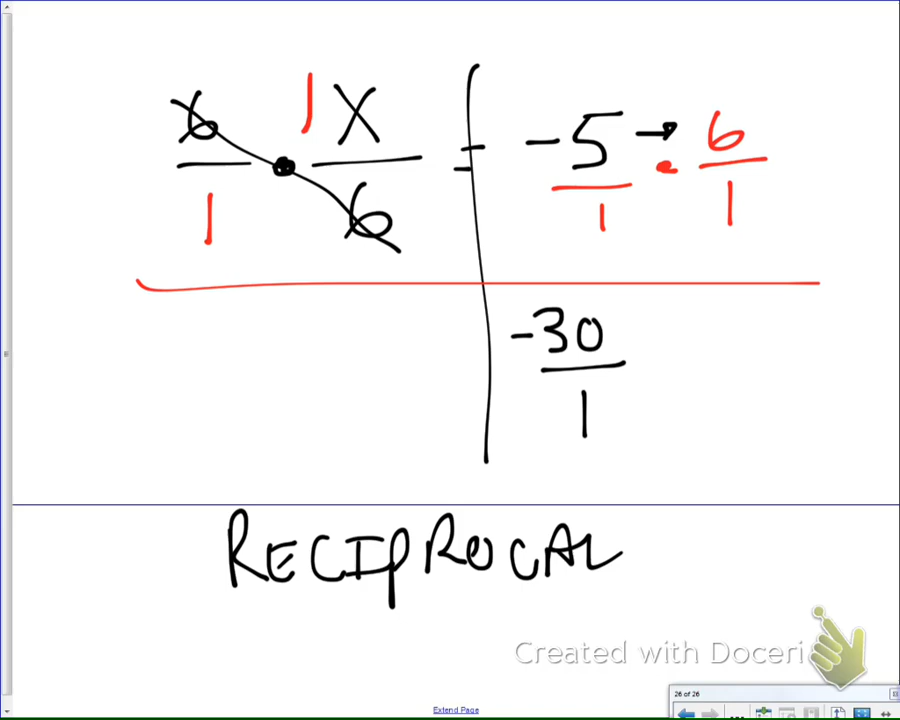 6/1 • 1X/6 = -5/1 → • 6/1
-30/1
RECIPROCAL
Created with Doceri
26 of 26
Extend Page